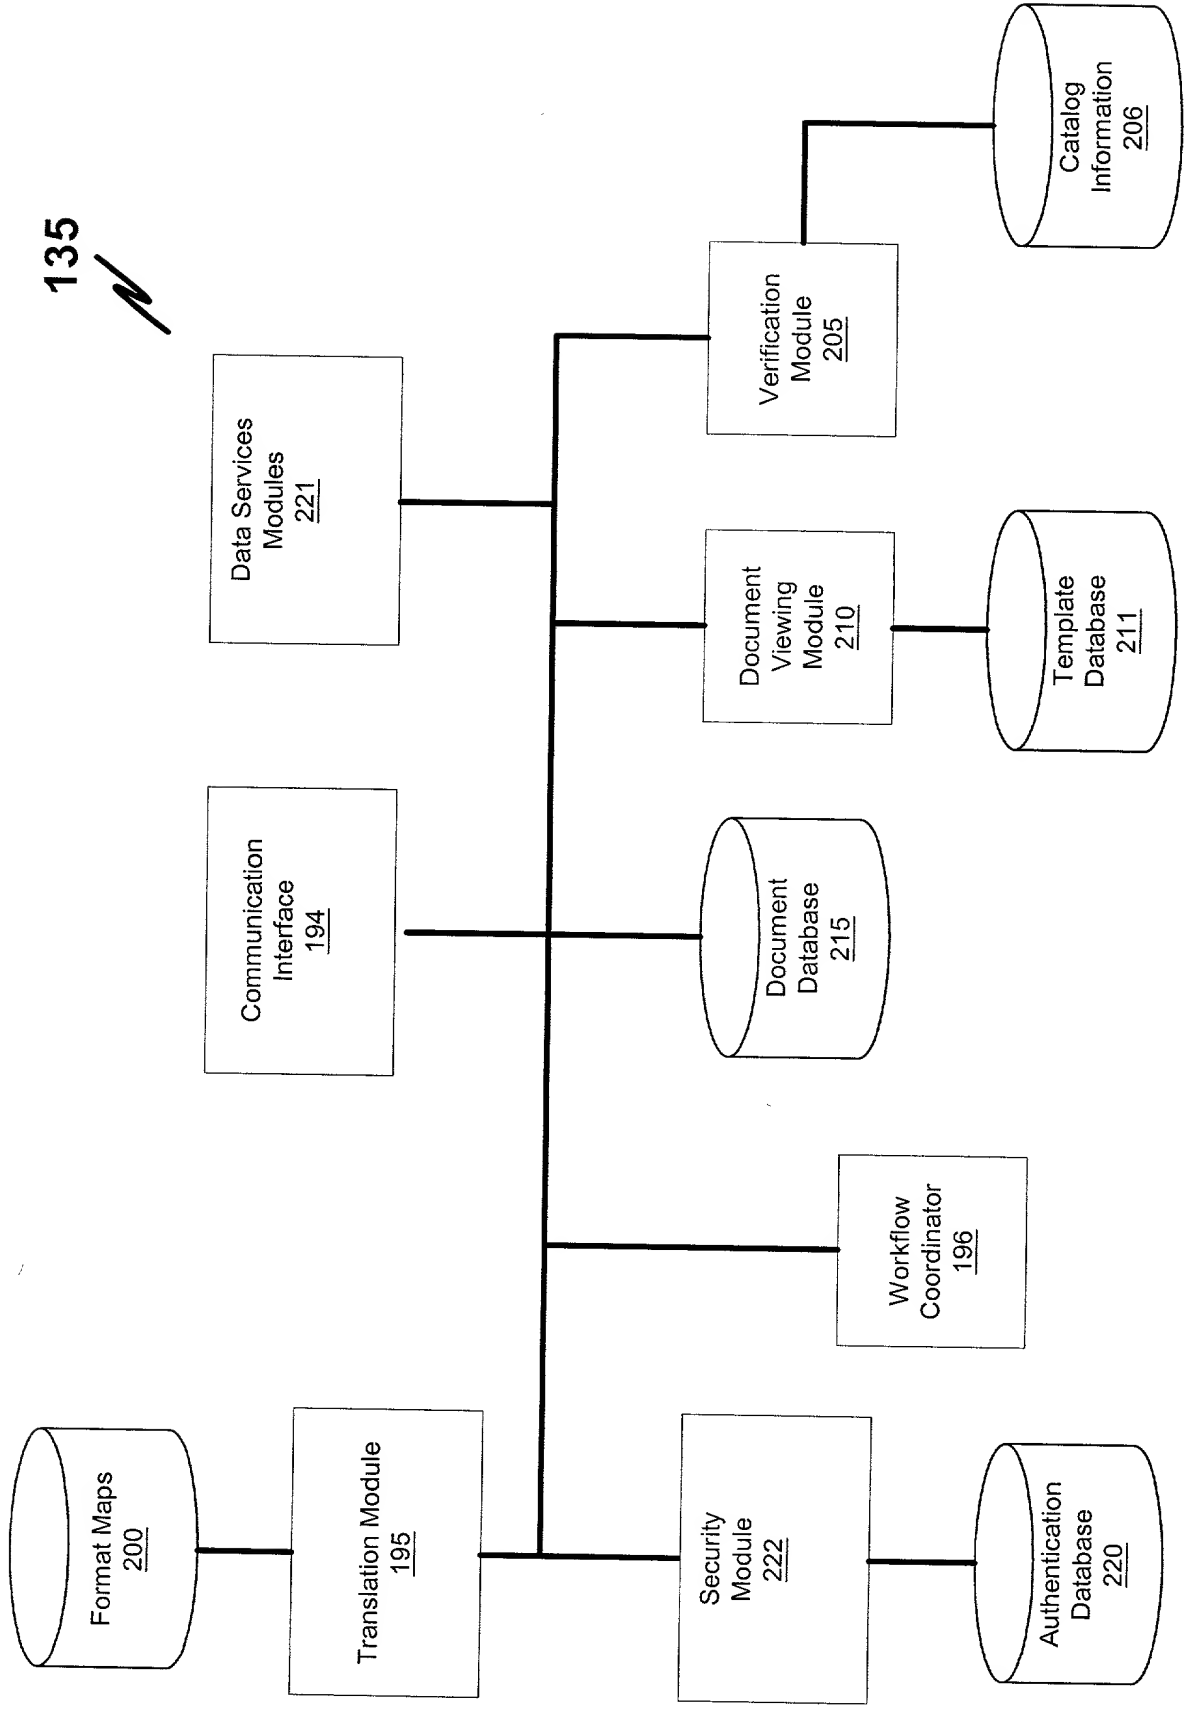 135
Format Maps
200
Translation Module
195
Communication
Interface
194
Data Services
Modules
221
Security
Module
222
Authentication
Database
220
Workflow
Coordinator
196
Document
Database
215
Document
Viewing
Module
210
Template
Database
211
Verification
Module
205
Catalog
Information
206